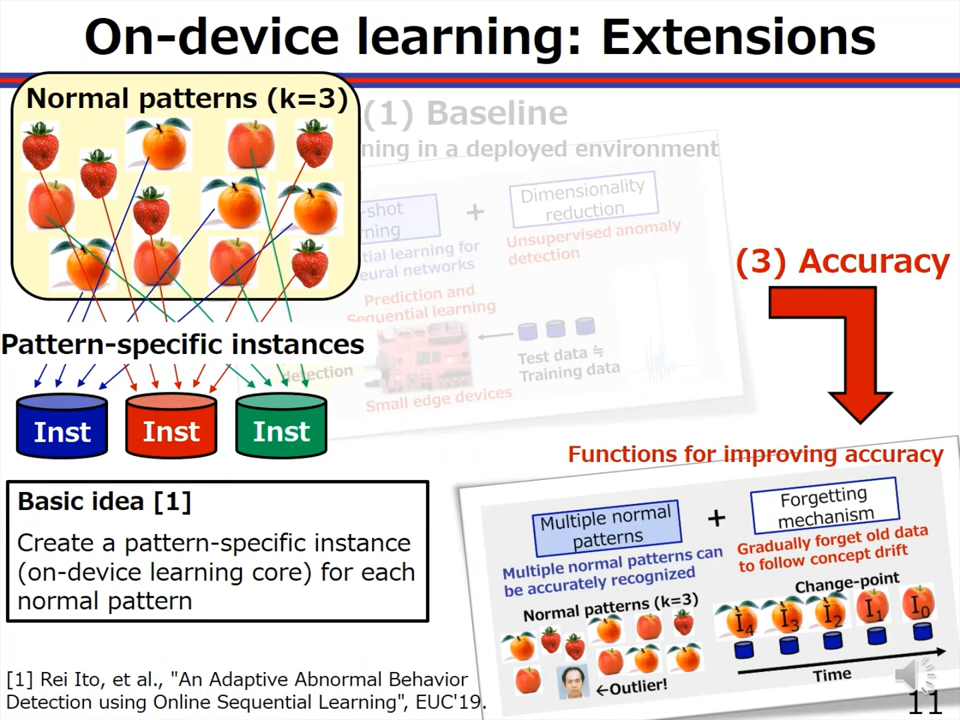 On-device learning: Extensions
Normal patterns (k=3)
Pattern-specific instances
Inst Inst Inst
Basic idea [1]
Create a pattern-specific instance
(on-device learning core) for each
normal pattern
[1] Rei Ito, et al., "An Adaptive Abnormal Behavior
Detection using Online Sequential Learning", EUC'19.
(1) Baseline
in a deployed environment
+
Dimensionality
reduction
learning for
networks
Unsupervised anomaly
detection
Prediction and
Sequential learning
detection
Test data ≒
Training data
Small edge devices
(3) Accuracy
Functions for improving accuracy
Multiple normal
patterns
+
Forgetting
mechanism
Multiple normal patterns can
be accurately recognized
Gradually forget old data
to follow concept drift
Normal patterns (k=3)
←Outlier!
Change-point
I4 I3 I2 I1 I0
Time
11